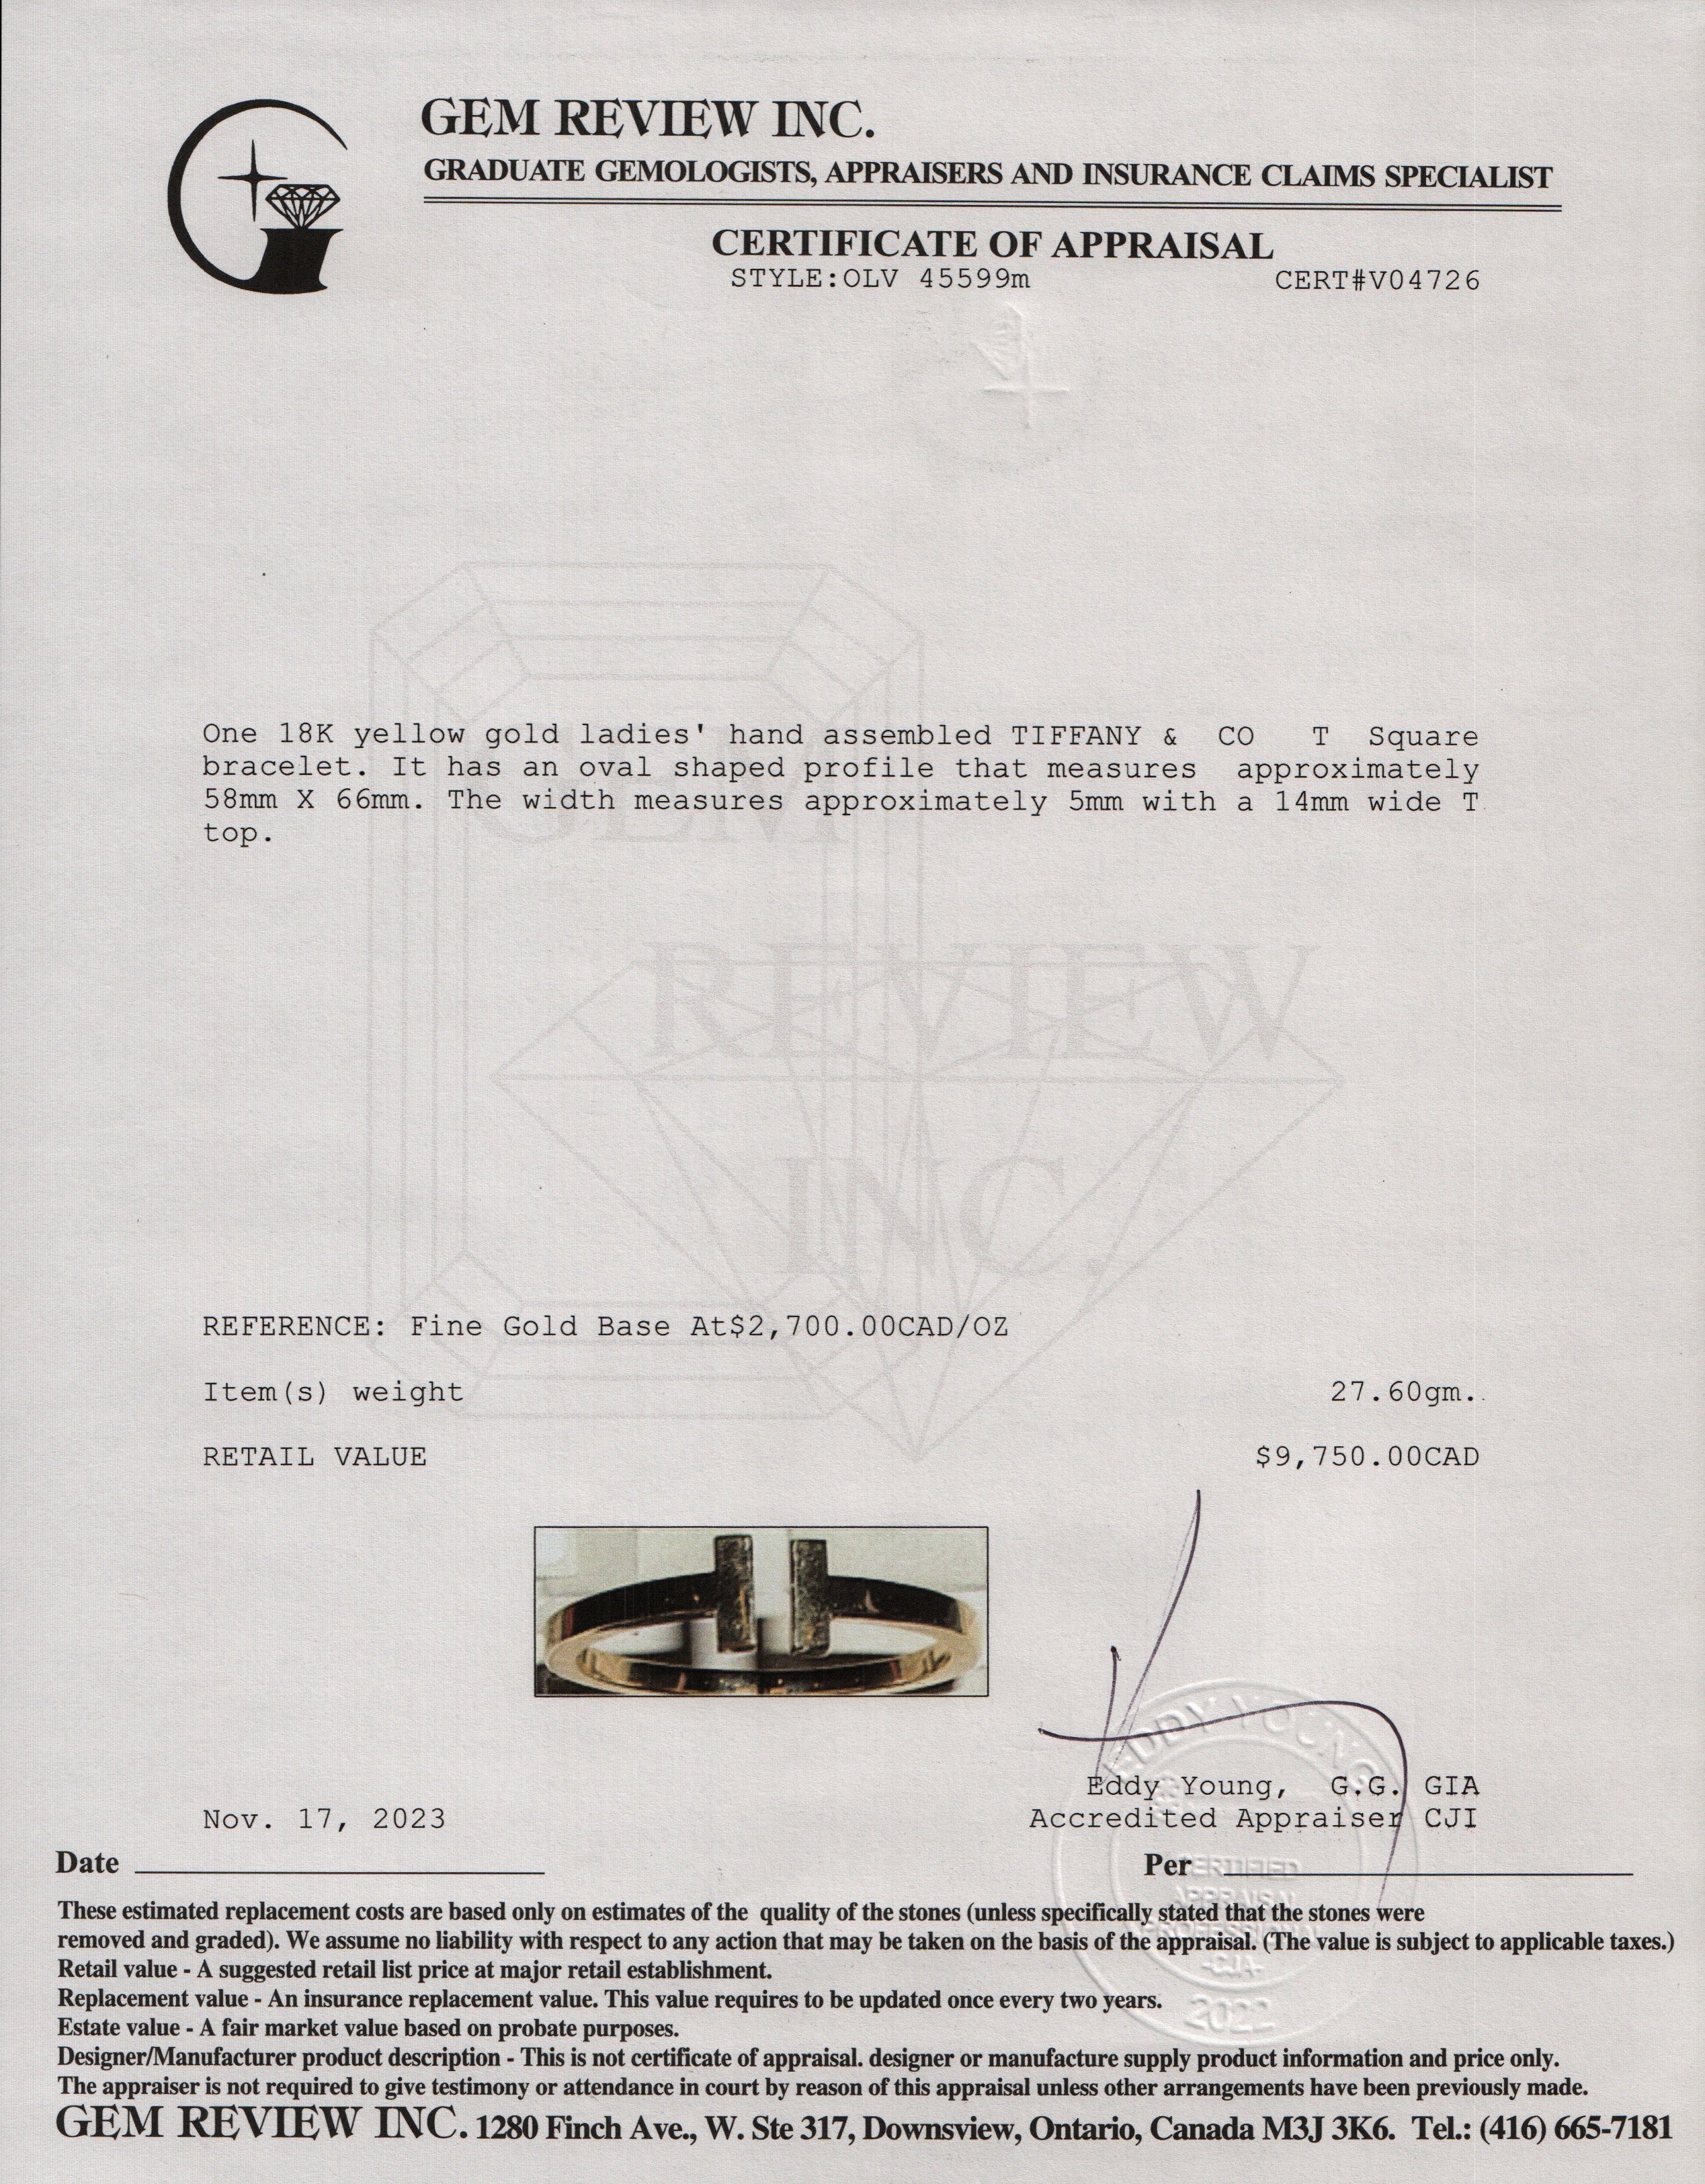 GEM REVIEW INC.
GRADUATE GEMOLOGISTS, APPRAISERS AND INSURANCE CLAIMS SPECIALIST
CERTIFICATE OF APPRAISAL
STYLE:OLV 45599m CERT#V04726
One 18K yellow gold ladies' hand assembled TIFFANY & CO T Square
bracelet. It has an oval shaped profile that measures approximately
58mm X 66mm. The width measures approximately 5mm with a 14mm wide T
top.
GEM
REVIEW
INC.
REFERENCE: Fine Gold Base At$2,700.00CAD/OZ
Item(s) weight 27.60gm.
RETAIL VALUE $9,750.00CAD
EDDY YOUNG
Eddy Young, G.G. GIA
Nov. 17, 2023 Accredited Appraiser CJI
Date Per
CERTIFIED
APPRAISAL
PROFESSIONAL
-CJA-
2022
These estimated replacement costs are based only on estimates of the quality of the stones (unless specifically stated that the stones were
removed and graded). We assume no liability with respect to any action that may be taken on the basis of the appraisal. (The value is subject to applicable taxes.)
Retail value - A suggested retail list price at major retail establishment.
Replacement value - An insurance replacement value. This value requires to be updated once every two years.
Estate value - A fair market value based on probate purposes.
Designer/Manufacturer product description - This is not certificate of appraisal. designer or manufacture supply product information and price only.
The appraiser is not required to give testimony or attendance in court by reason of this appraisal unless other arrangements have been previously made.
GEM REVIEW INC. 1280 Finch Ave., W. Ste 317, Downsview, Ontario, Canada M3J 3K6. Tel.: (416) 665-7181